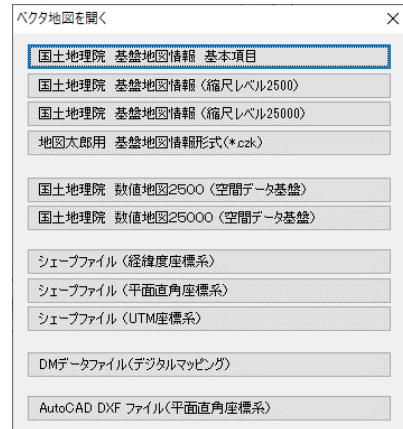 ベクタ地図を開く
国土地理院 基盤地図情報 基本項目
国土地理院 基盤地図情報（縮尺レベル2500）
国土地理院 基盤地図情報（縮尺レベル25000）
地図太郎用 基盤地図情報形式(*.czk)
国土地理院 数値地図2500（空間データ基盤）
国土地理院 数値地図25000（空間データ基盤）
シェープファイル（経緯度座標系）
シェープファイル（平面直角座標系）
シェープファイル（UTM座標系）
DMデータファイル(デジタルマッピング)
AutoCAD DXF ファイル(平面直角座標系)